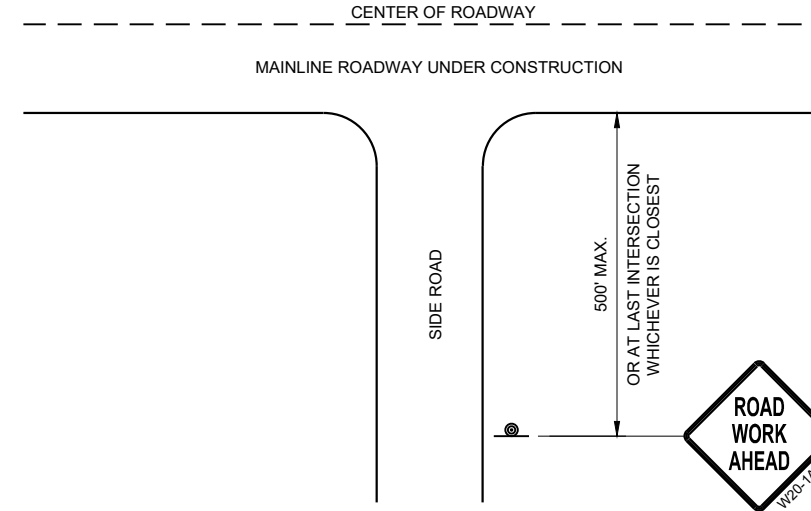 CENTER OF ROADWAY
MAINLINE ROADWAY UNDER CONSTRUCTION
SIDE ROAD
500' MAX.
OR AT LAST INTERSECTION
WHICHEVER IS CLOSEST
ROAD
WORK
AHEAD